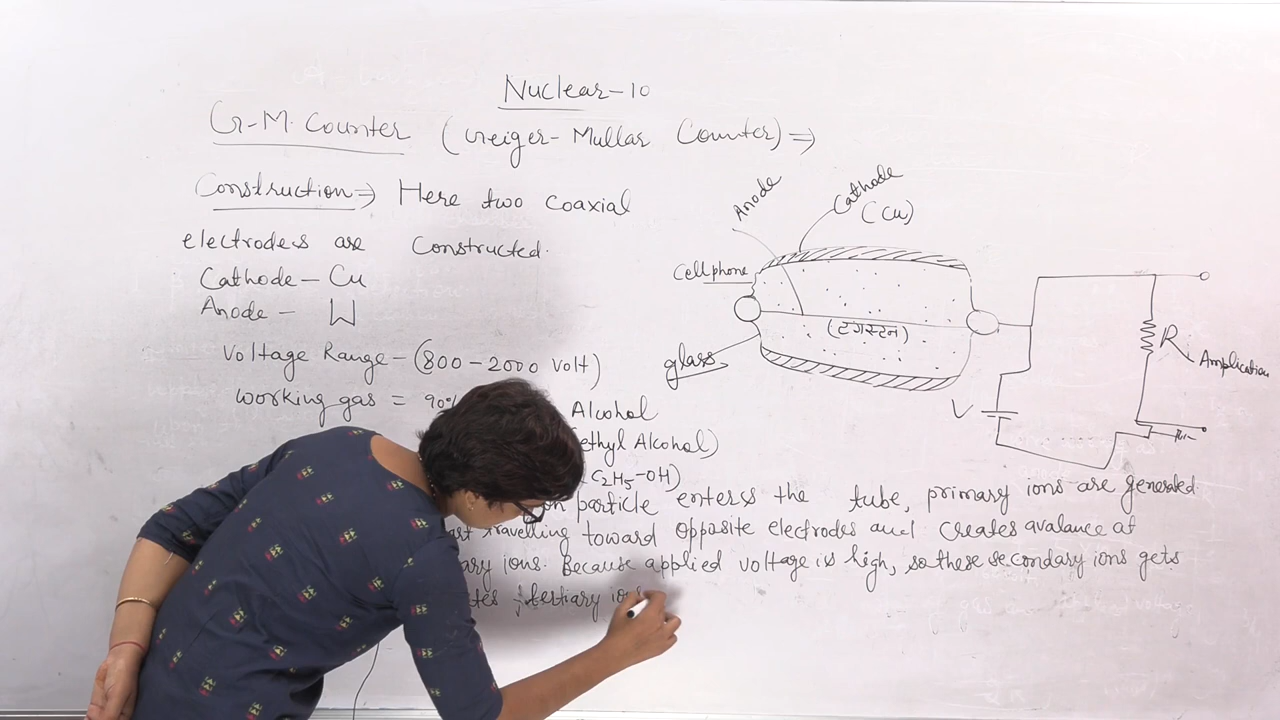 Nuclear-10
G-M. Counter (Geiger-Mullar Counter) ⇒
Construction ⇒ Here two coaxial
electrodess are Constructed.
Cathode - Cu
Anode - W
Voltage Range - (800 - 2000 volt)
working gas = 90% Alcohol
ethyl Alcohol)
C2H5-OH)
particle enterss the tube, primary ions are generated
travelling toward opposite electrodes and creates avalance of
ions. Because applied voltage is high, so these secondary ions gets
tertiary ions
Anode
Cathode
(Cu)
Cellphone
glass
(टंगस्टन)
V
R
Amplication